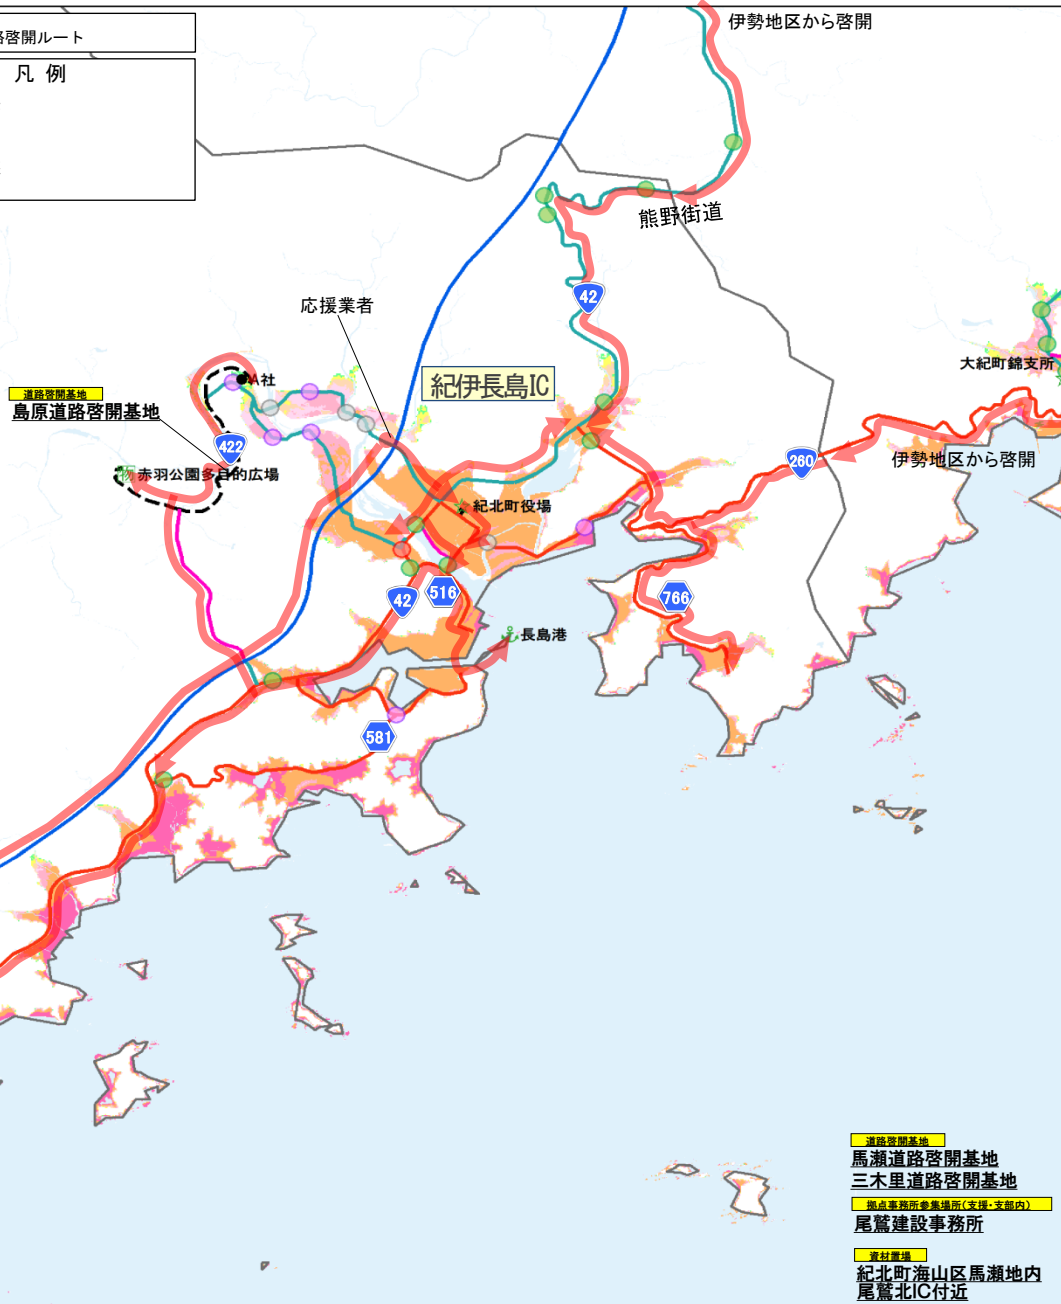 伊勢地区から啓開
路啓開ルート
凡 例
熊野街道
42
応援業者
大紀町錦支所
A社
紀伊長島IC
道路啓開基地
島原道路啓開基地
422
260
伊勢地区から啓開
赤羽公園多目的広場
紀北町役場
42
516
766
長島港
581
道路啓開基地
馬瀬道路啓開基地
三木里道路啓開基地
拠点事務所参集場所(支援・支部内)
尾鷲建設事務所
資材置場
紀北町海山区馬瀬地内
尾鷲北IC付近